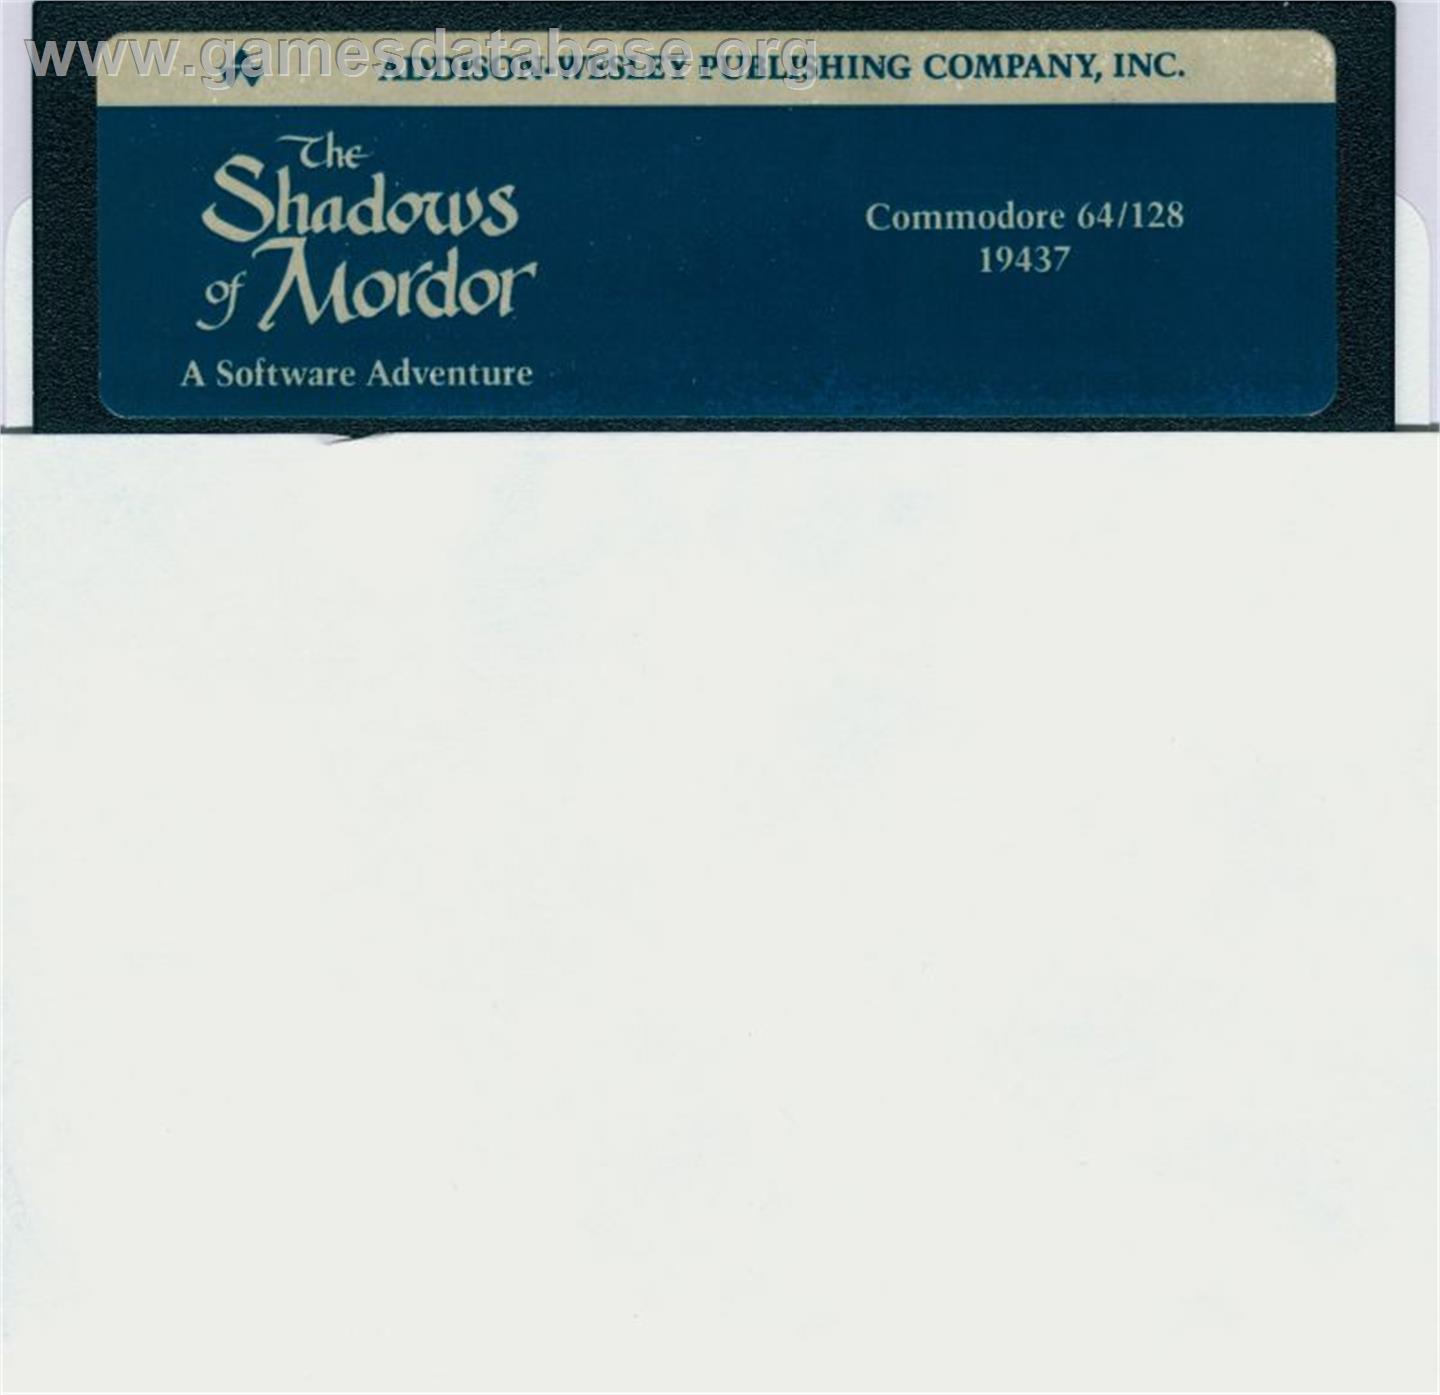 www.gamesdatabase.org
ADDISON-WESLEY PUBLISHING COMPANY, INC.
The
Shadows
of Mordor
A Software Adventure
Commodore 64/128
19437